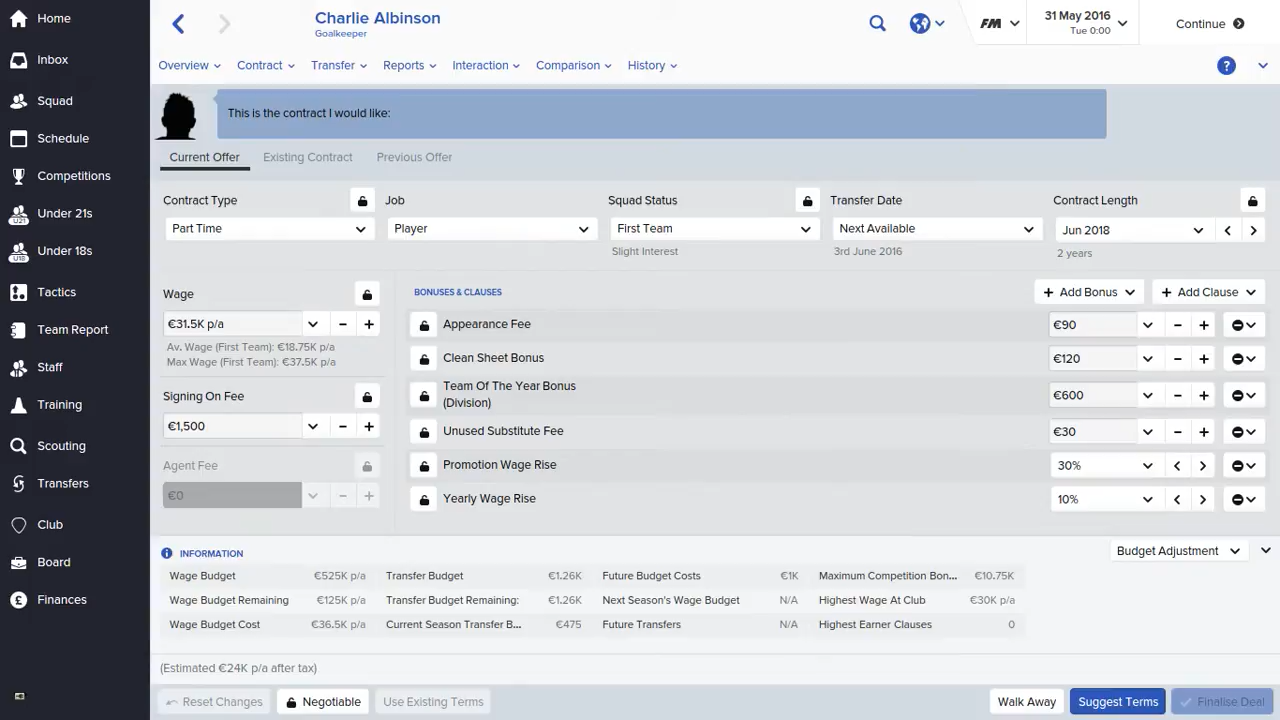 Home
Inbox
Squad
Schedule
Competitions
Under 21s
Under 18s
Tactics
Team Report
Staff
Training
Scouting
Transfers
Club
Board
Finances
Charlie Albinson
Goalkeeper
FM
31 May 2016
Tue 0:00
Continue
Overview Contract Transfer Reports Interaction Comparison History
?
This is the contract I would like:
Current Offer Existing Contract Previous Offer
Contract Type Job Squad Status Transfer Date Contract Length
Part Time Player First Team Next Available Jun 2018
Slight Interest 3rd June 2016 2 years
Wage
€31.5K p/a
Av. Wage (First Team): €18.75K p/a
Max Wage (First Team): €37.5K p/a
Signing On Fee
€1,500
Agent Fee
€0
BONUSES & CLAUSES Add Bonus Add Clause
Appearance Fee €90
Clean Sheet Bonus €120
Team Of The Year Bonus
(Division) €600
Unused Substitute Fee €30
Promotion Wage Rise 30%
Yearly Wage Rise 10%
INFORMATION Budget Adjustment
Wage Budget €525K p/a Transfer Budget €1.26K Future Budget Costs €1K Maximum Competition Bon... €10.75K
Wage Budget Remaining €125K p/a Transfer Budget Remaining: €1.26K Next Season's Wage Budget N/A Highest Wage At Club €30K p/a
Wage Budget Cost €36.5K p/a Current Season Transfer B... €475 Future Transfers N/A Highest Earner Clauses 0
(Estimated €24K p/a after tax)
Reset Changes Negotiable Use Existing Terms Walk Away Suggest Terms Finalise Deal